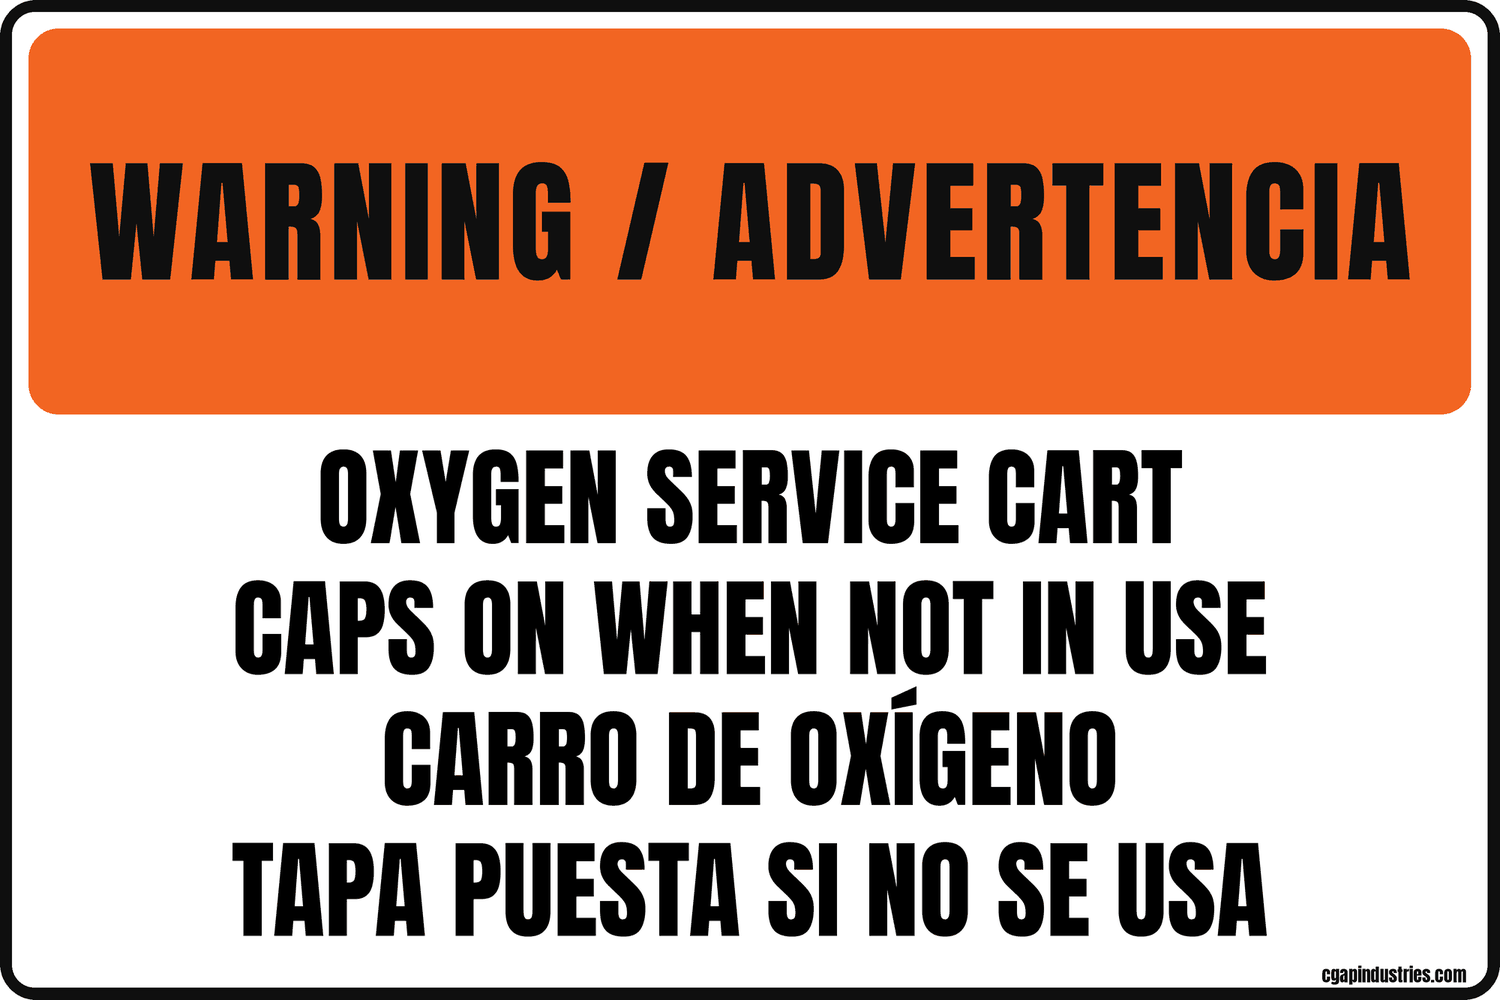 WARNING / ADVERTENCIA
OXYGEN SERVICE CART
CAPS ON WHEN NOT IN USE
CARRO DE OXÍGENO
TAPA PUESTA SI NO SE USA
cgapindustries.com